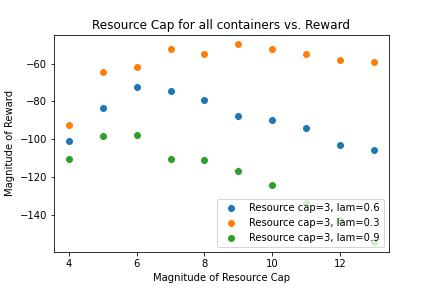 Resource Cap for all containers vs. Reward
Magnitude of Reward
−60
−80
−100
−120
−140
Resource cap=3, lam=0.6
Resource cap=3, lam=0.3
Resource cap=3, lam=0.9
4 6 8 10 12
Magnitude of Resource Cap